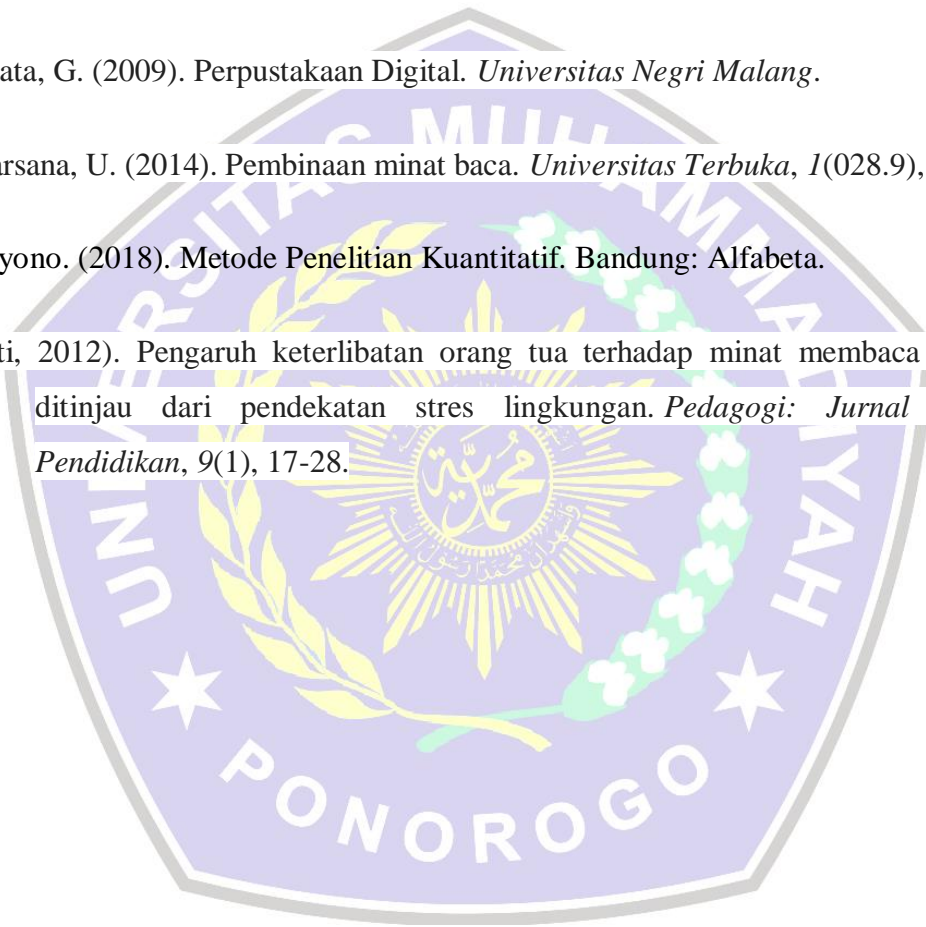 ata, G. (2009). Perpustakaan Digital. Universitas Negri Malang.
arsana, U. (2014). Pembinaan minat baca. Universitas Terbuka, 1(028.9),
yono. (2018). Metode Penelitian Kuantitatif. Bandung: Alfabeta.
ti, 2012). Pengaruh keterlibatan orang tua terhadap minat membaca
ditinjau dari pendekatan stres lingkungan. Pedagogi: Jurnal
Pendidikan, 9(1), 17-28.
UNIVERSITAS MUHAMMADIYAH
PONOROGO